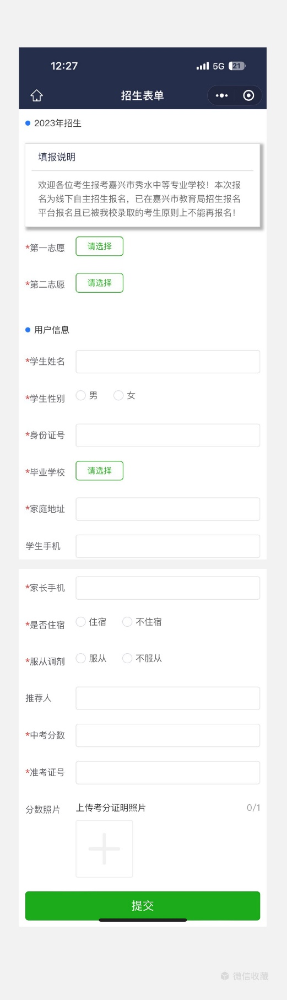 12:27
5G 21
招生表单
2023年招生
填报说明
欢迎各位考生报考嘉兴市秀水中等专业学校！本次报
名为线下自主招生报名，已在嘉兴市教育局招生报名
平台报名且已被我校录取的考生原则上不能再报名！
*第一志愿 请选择
*第二志愿 请选择
用户信息
*学生姓名
*学生性别 男 女
*身份证号
*毕业学校 请选择
*家庭地址
学生手机
*家长手机
*是否住宿 住宿 不住宿
*服从调剂 服从 不服从
推荐人
*中考分数
*准考证号
分数照片 上传考分证明照片 0/1
提交
微信收藏